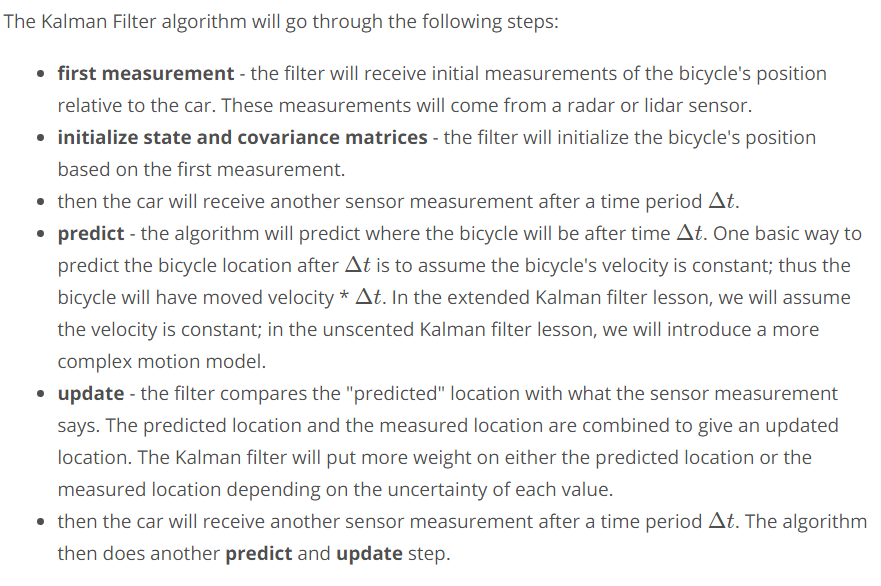 The Kalman Filter algorithm will go through the following steps:
• first measurement - the filter will receive initial measurements of the bicycle's position
relative to the car. These measurements will come from a radar or lidar sensor.
• initialize state and covariance matrices - the filter will initialize the bicycle's position
based on the first measurement.
• then the car will receive another sensor measurement after a time period Δt.
• predict - the algorithm will predict where the bicycle will be after time Δt. One basic way to
predict the bicycle location after Δt is to assume the bicycle's velocity is constant; thus the
bicycle will have moved velocity * Δt. In the extended Kalman filter lesson, we will assume
the velocity is constant; in the unscented Kalman filter lesson, we will introduce a more
complex motion model.
• update - the filter compares the "predicted" location with what the sensor measurement
says. The predicted location and the measured location are combined to give an updated
location. The Kalman filter will put more weight on either the predicted location or the
measured location depending on the uncertainty of each value.
• then the car will receive another sensor measurement after a time period Δt. The algorithm
then does another predict and update step.